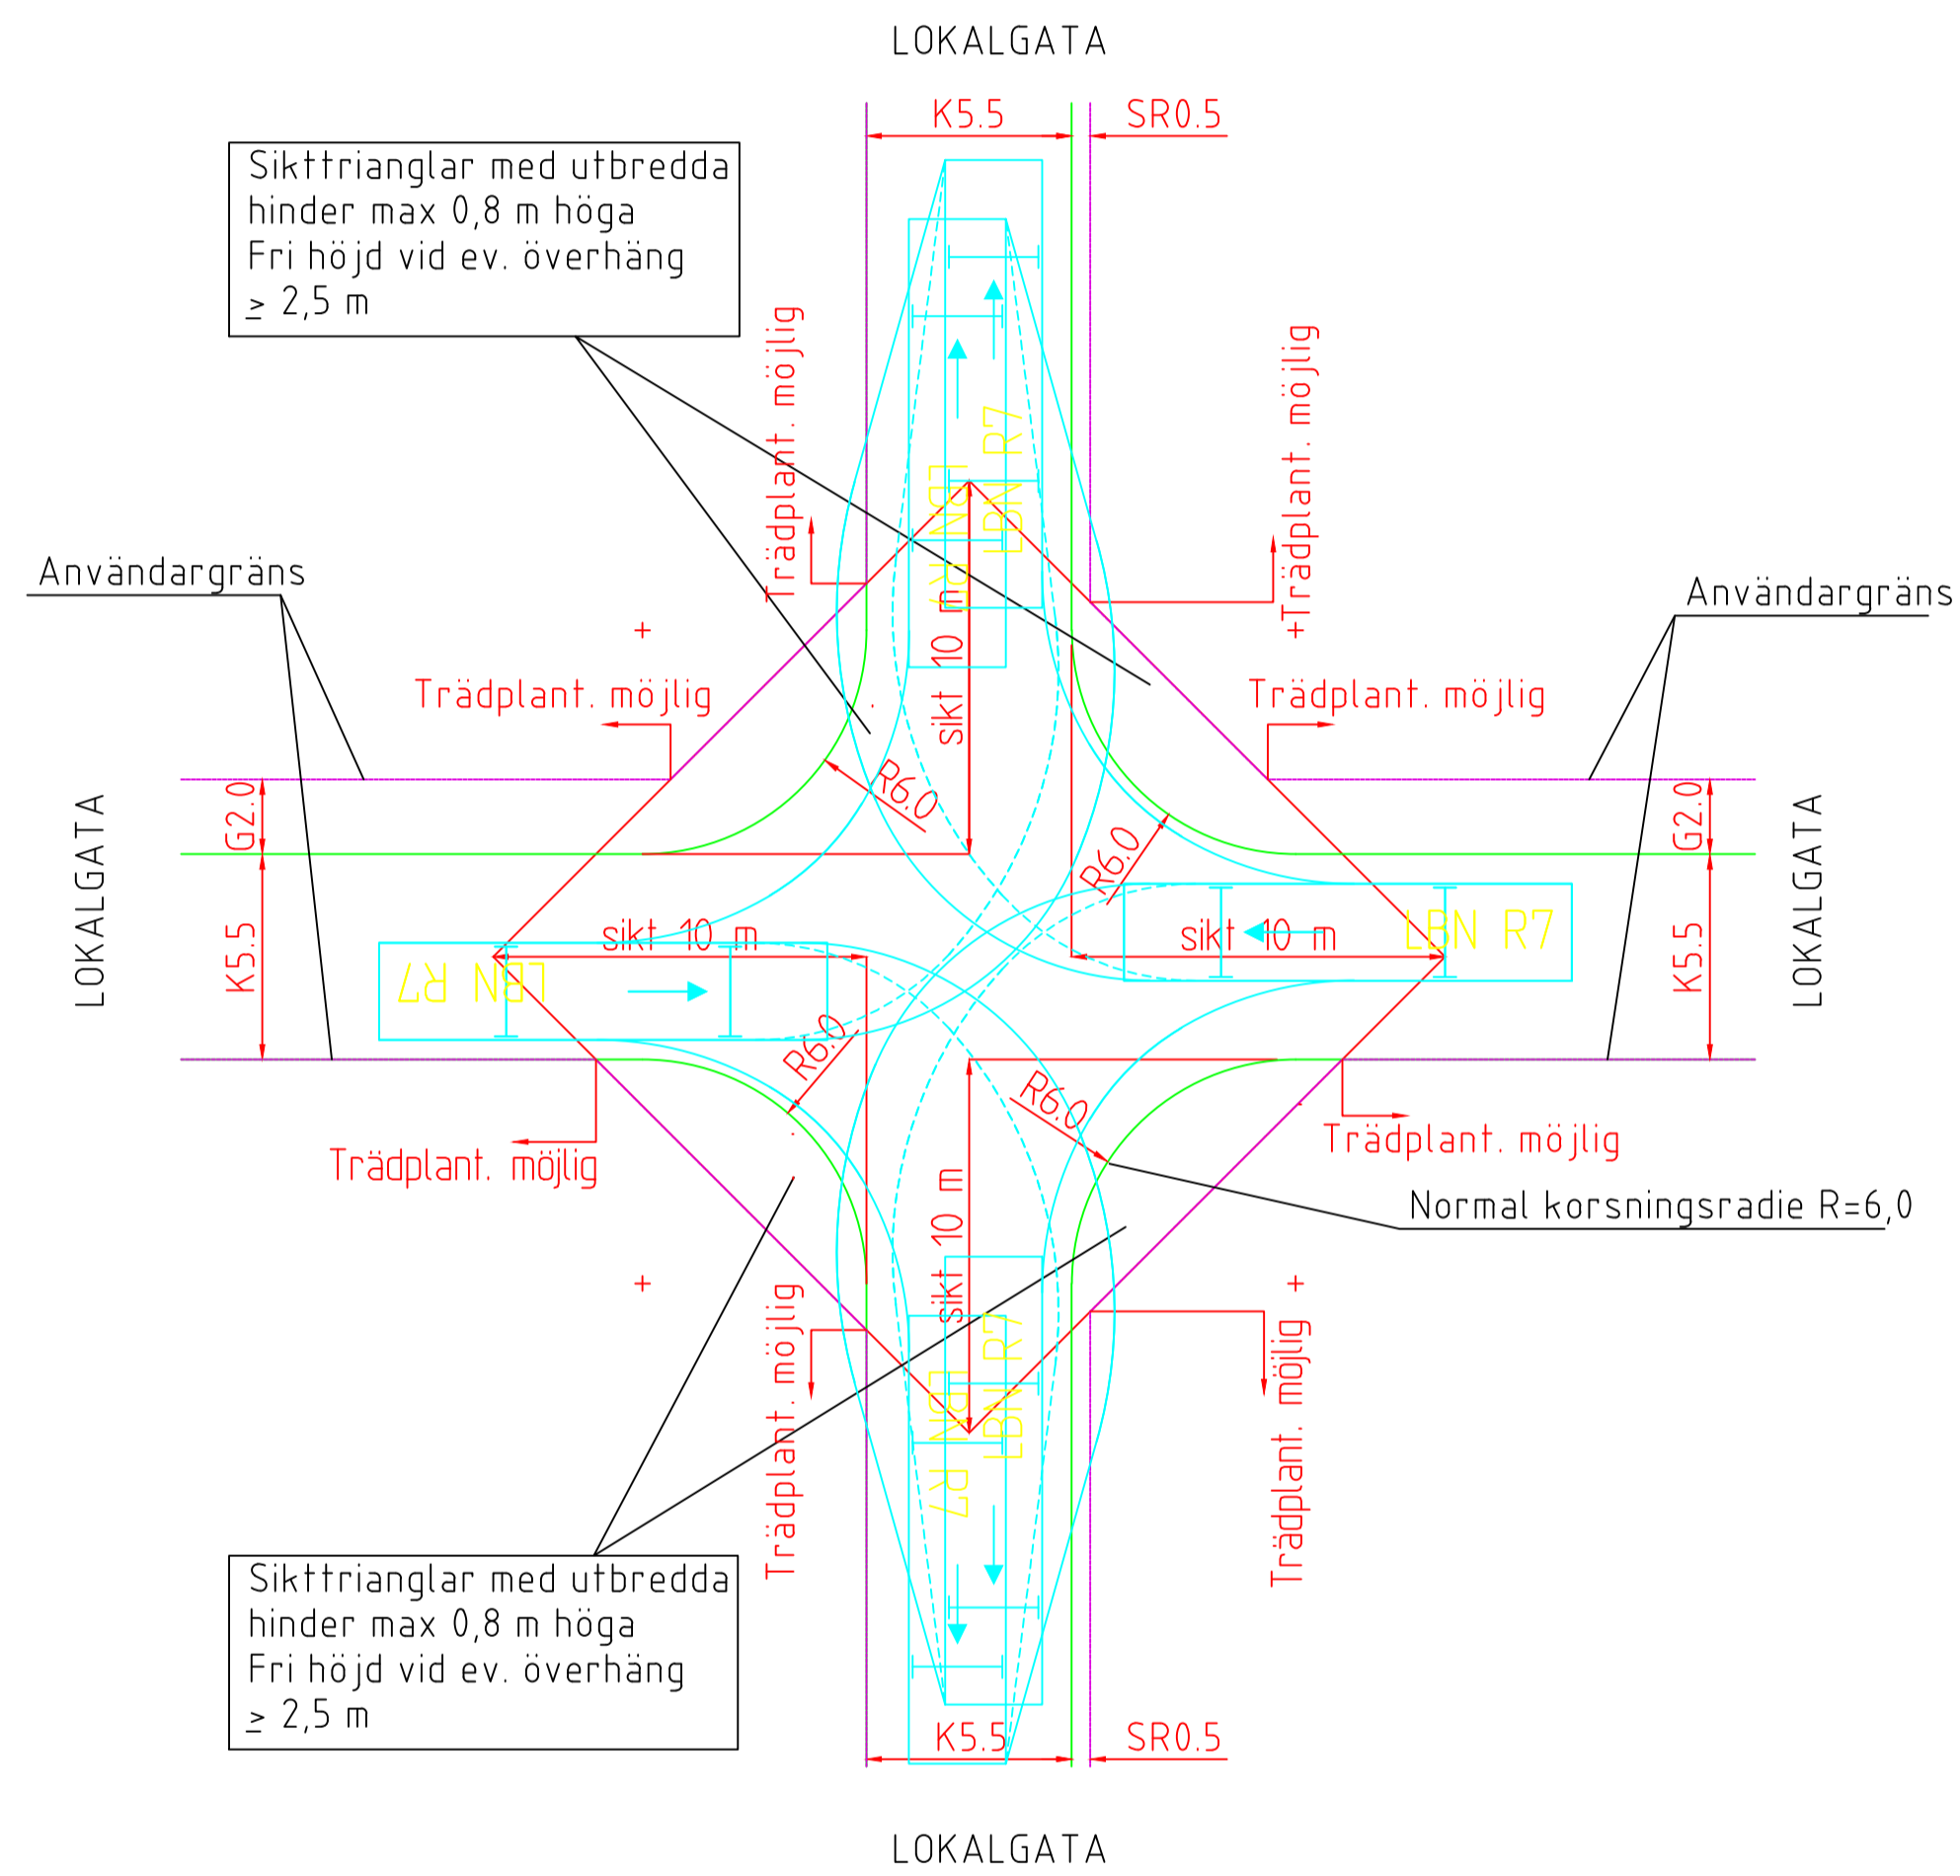 LOKALGATA
K5.5
SR0.5
Sikttrianglar med utbredda
hinder max 0,8 m höga
Fri höjd vid ev. överhäng
≥ 2,5 m
Trädplant. möjlig
Trädplant. möjlig
LBN R7
LBN R7
Användargräns
Användargräns
sikt 10 m
Trädplant. möjlig
Trädplant. möjlig
R6.0
R6.0
G2.0
G2.0
LOKALGATA
K5.5
LBN R7
sikt 10 m
sikt 10 m
LBN R7
K5.5
LOKALGATA
R6.0
R6.0
Trädplant. möjlig
Trädplant. möjlig
Normal korsningsradie R=6,0
sikt 10 m
Trädplant. möjlig
Trädplant. möjlig
LBN R7
LBN R7
Sikttrianglar med utbredda
hinder max 0,8 m höga
Fri höjd vid ev. överhäng
≥ 2,5 m
K5.5
SR0.5
LOKALGATA